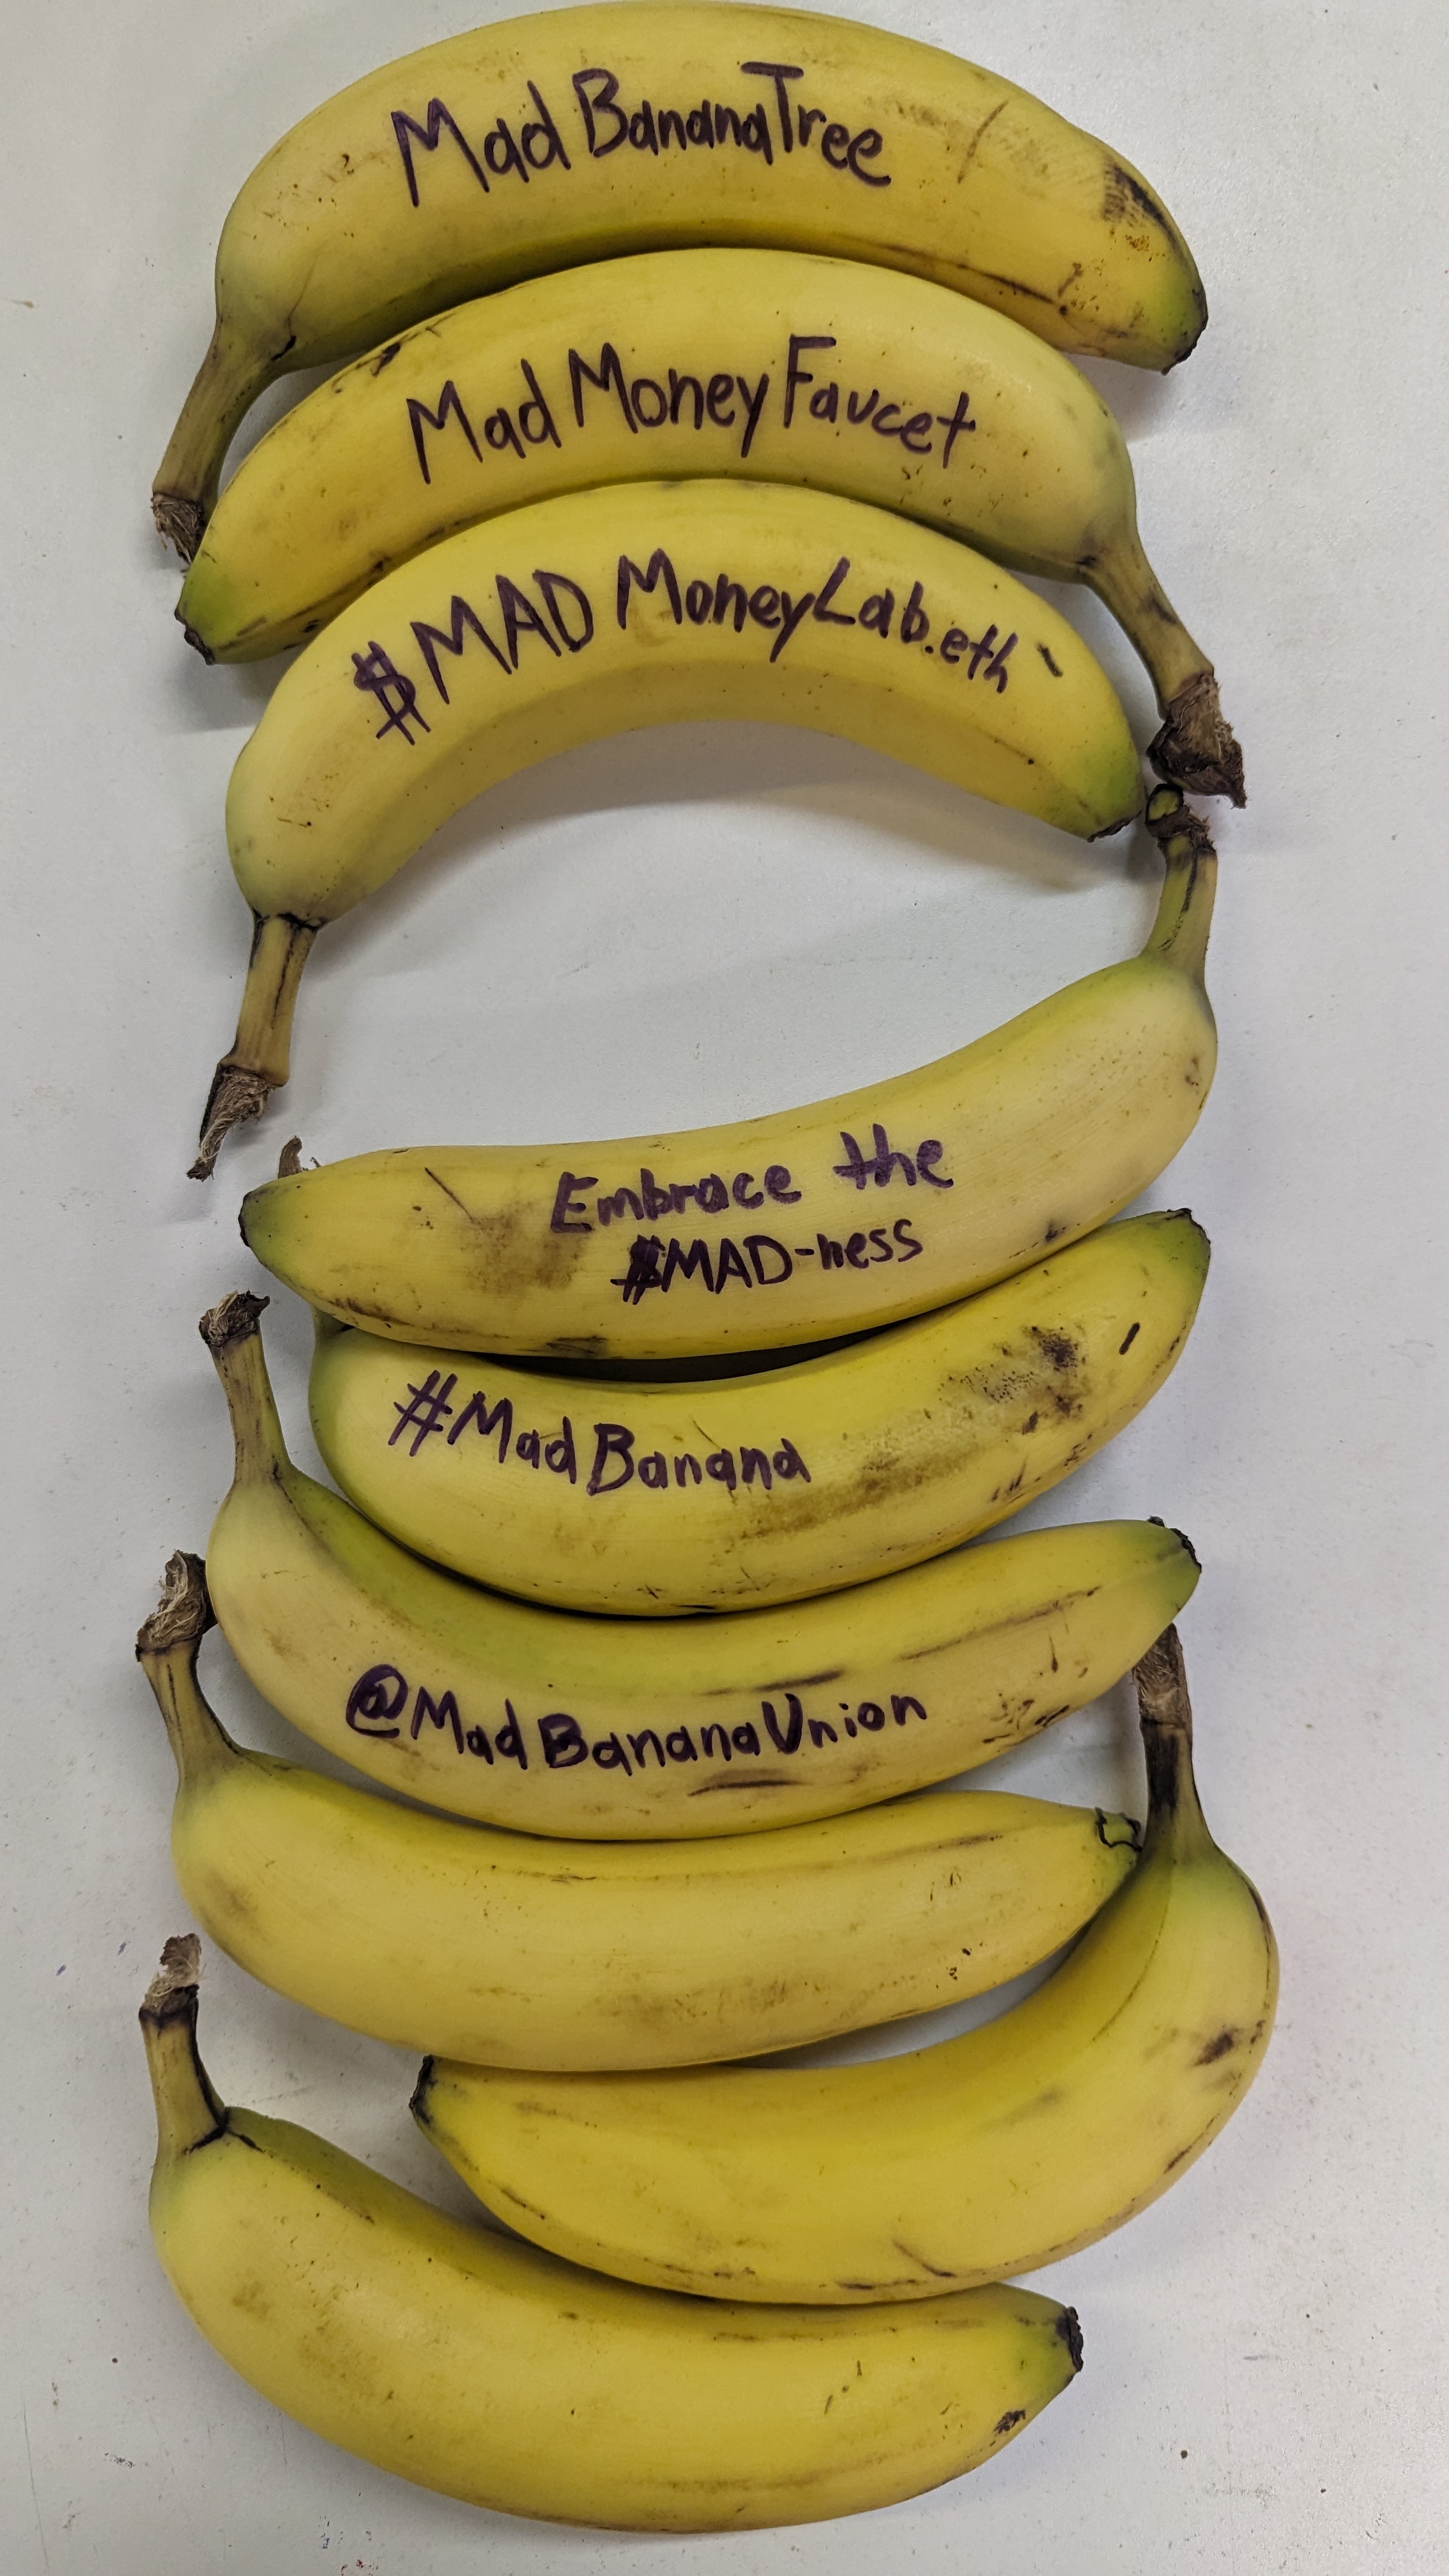 Mad BananaTree
Mad Money Faucet
$MAD MoneyLab.eth
Embrace the
$MAD-ness
#MadBanana
@MadBananaUnion